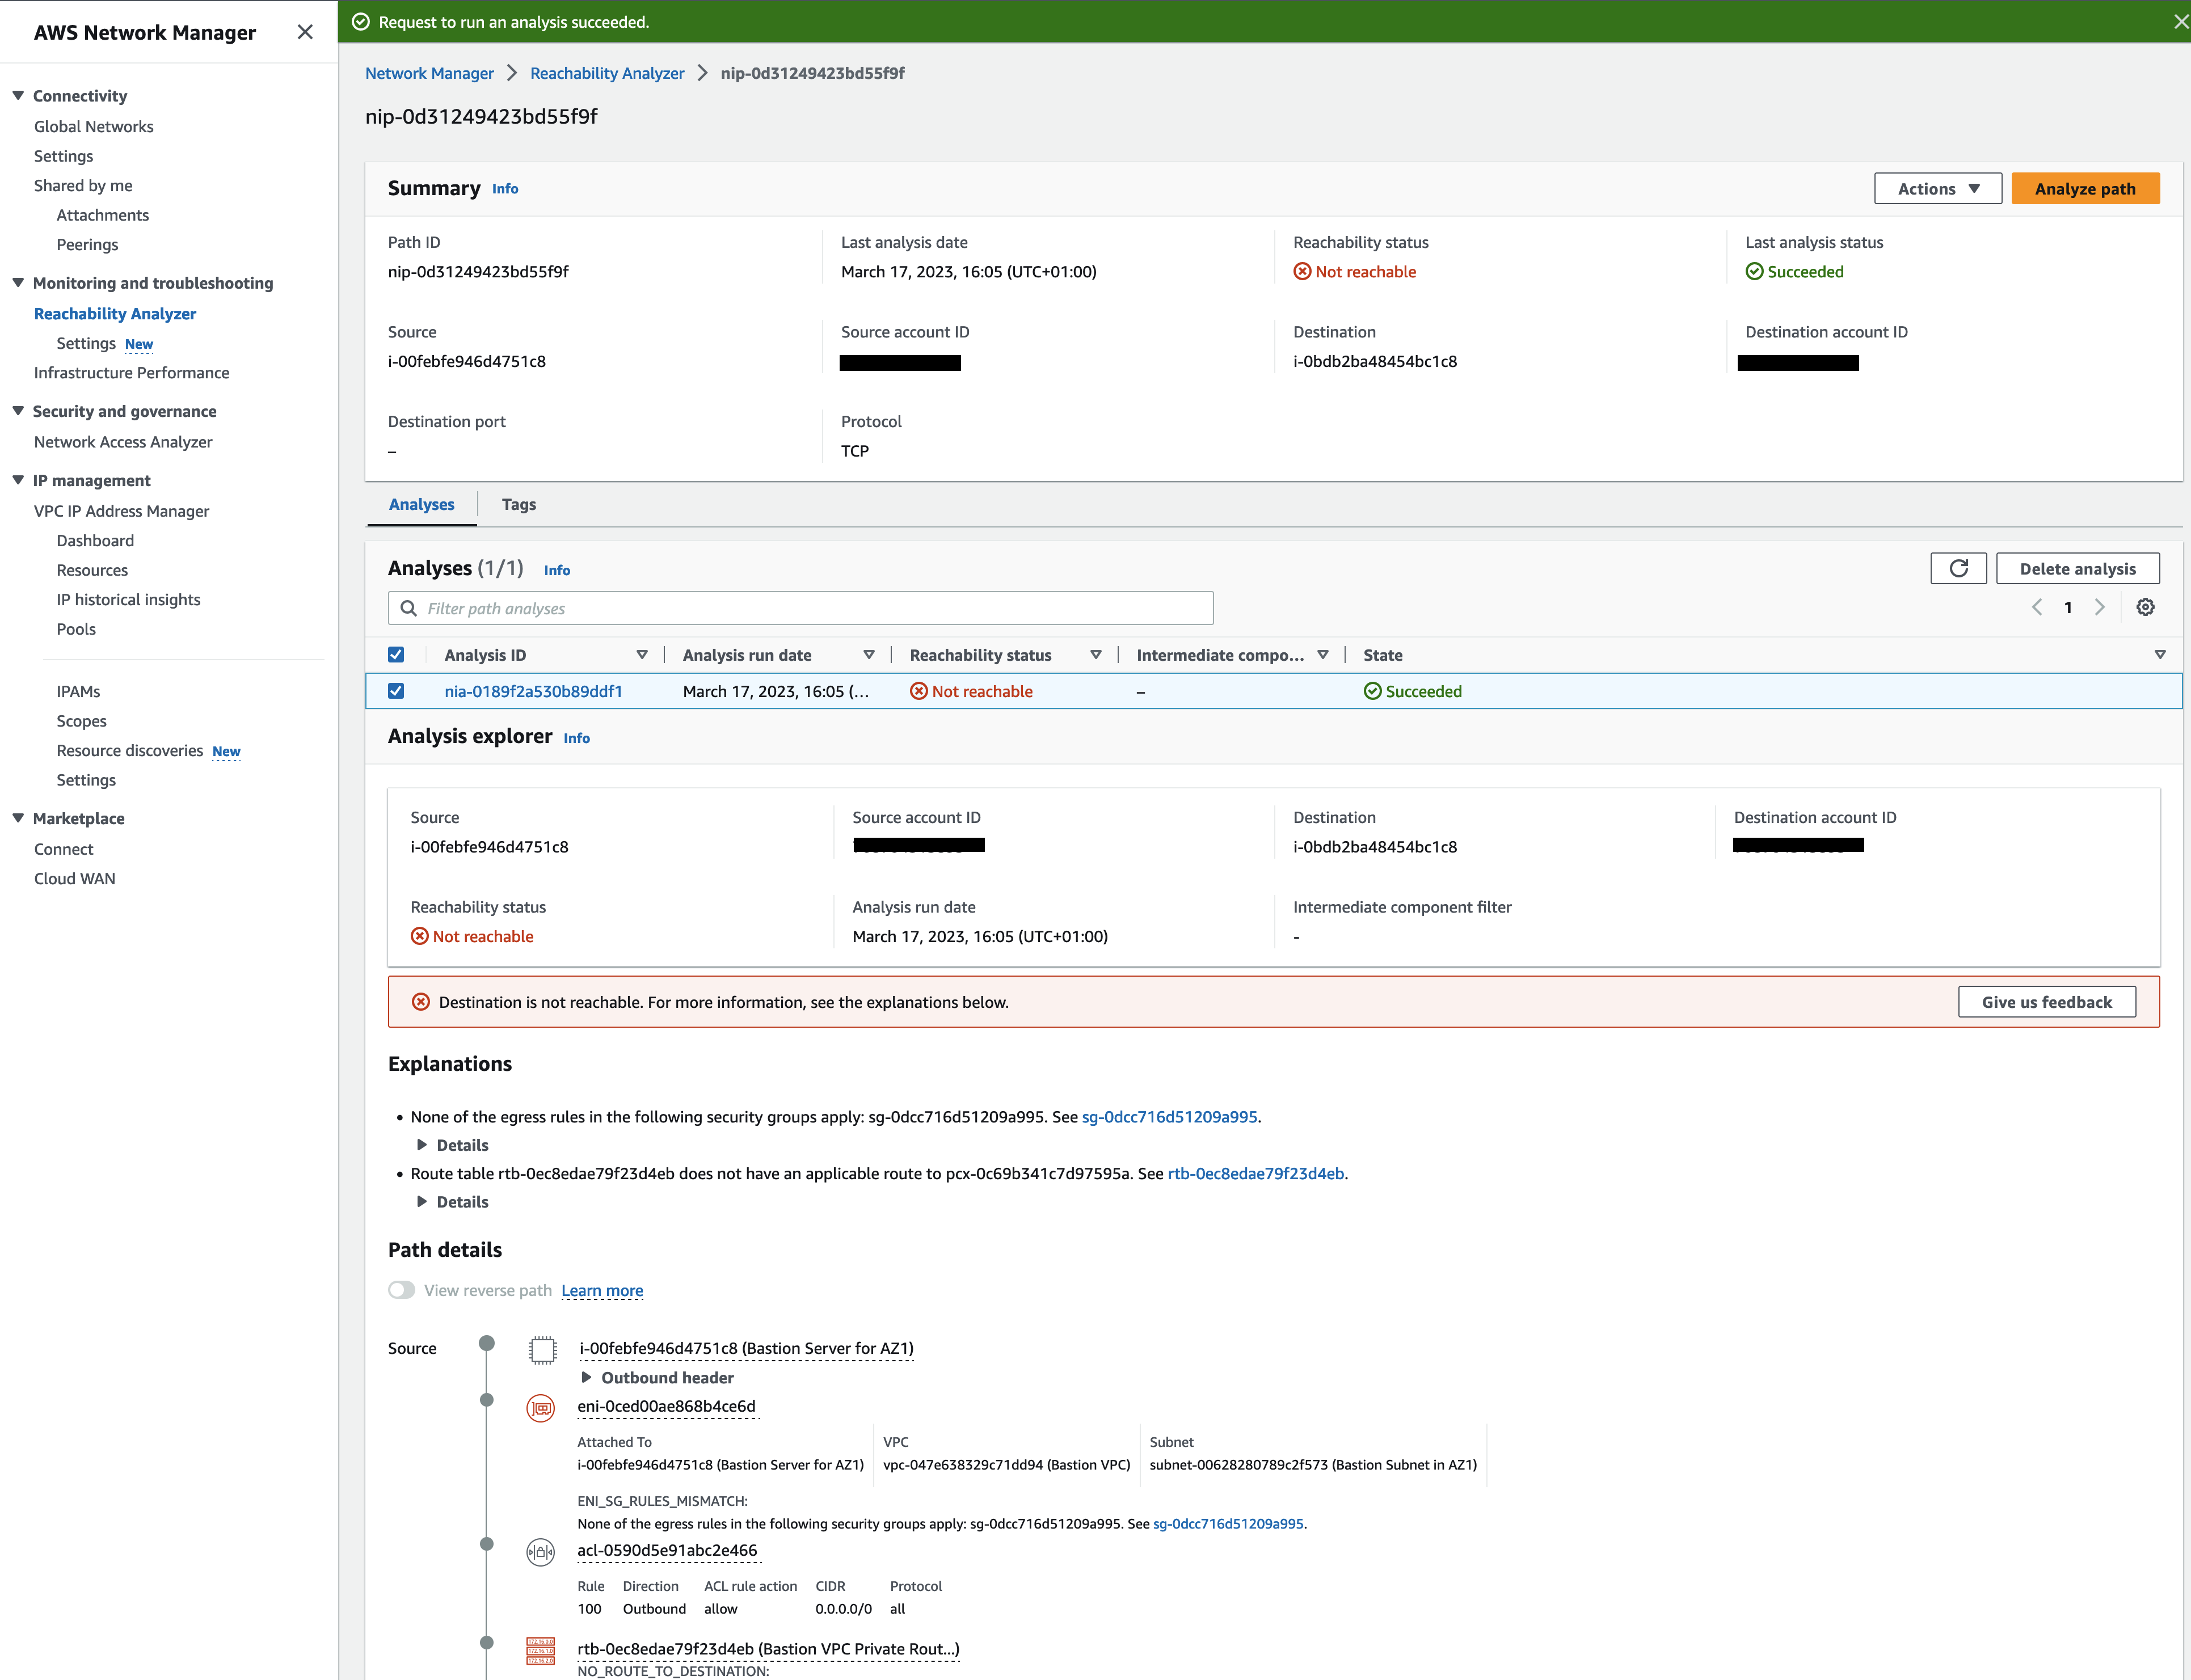 AWS Network Manager
Connectivity
Global Networks
Settings
Shared by me
Attachments
Peerings
Monitoring and troubleshooting
Reachability Analyzer
Settings New
Infrastructure Performance
Security and governance
Network Access Analyzer
IP management
VPC IP Address Manager
Dashboard
Resources
IP historical insights
Pools
IPAMs
Scopes
Resource discoveries New
Settings
Marketplace
Connect
Cloud WAN
Request to run an analysis succeeded.
Network Manager Reachability Analyzer nip-0d31249423bd55f9f
nip-0d31249423bd55f9f
Summary Info Actions Analyze path
Path ID Last analysis date Reachability status Last analysis status
nip-0d31249423bd55f9f March 17, 2023, 16:05 (UTC+01:00) Not reachable Succeeded
Source Source account ID Destination Destination account ID
i-00febfe946d4751c8 i-0bdb2ba48454bc1c8
Destination port Protocol
– TCP
Analyses Tags
Analyses (1/1) Info Delete analysis
Filter path analyses 1
Analysis ID Analysis run date Reachability status Intermediate compo... State
nia-0189f2a530b89ddf1 March 17, 2023, 16:05 (... Not reachable – Succeeded
Analysis explorer Info
Source Source account ID Destination Destination account ID
i-00febfe946d4751c8 i-0bdb2ba48454bc1c8
Reachability status Analysis run date Intermediate component filter
Not reachable March 17, 2023, 16:05 (UTC+01:00) -
Destination is not reachable. For more information, see the explanations below. Give us feedback
Explanations
• None of the egress rules in the following security groups apply: sg-0dcc716d51209a995. See sg-0dcc716d51209a995.
Details
• Route table rtb-0ec8edae79f23d4eb does not have an applicable route to pcx-0c69b341c7d97595a. See rtb-0ec8edae79f23d4eb.
Details
Path details
View reverse path Learn more
Source i-00febfe946d4751c8 (Bastion Server for AZ1)
Outbound header
eni-0ced00ae868b4ce6d
Attached To VPC Subnet
i-00febfe946d4751c8 (Bastion Server for AZ1) vpc-047e638329c71dd94 (Bastion VPC) subnet-00628280789c2f573 (Bastion Subnet in AZ1)
ENI_SG_RULES_MISMATCH:
None of the egress rules in the following security groups apply: sg-0dcc716d51209a995. See sg-0dcc716d51209a995.
acl-0590d5e91abc2e466
Rule Direction ACL rule action CIDR Protocol
100 Outbound allow 0.0.0.0/0 all
rtb-0ec8edae79f23d4eb (Bastion VPC Private Rout...)
NO_ROUTE_TO_DESTINATION: